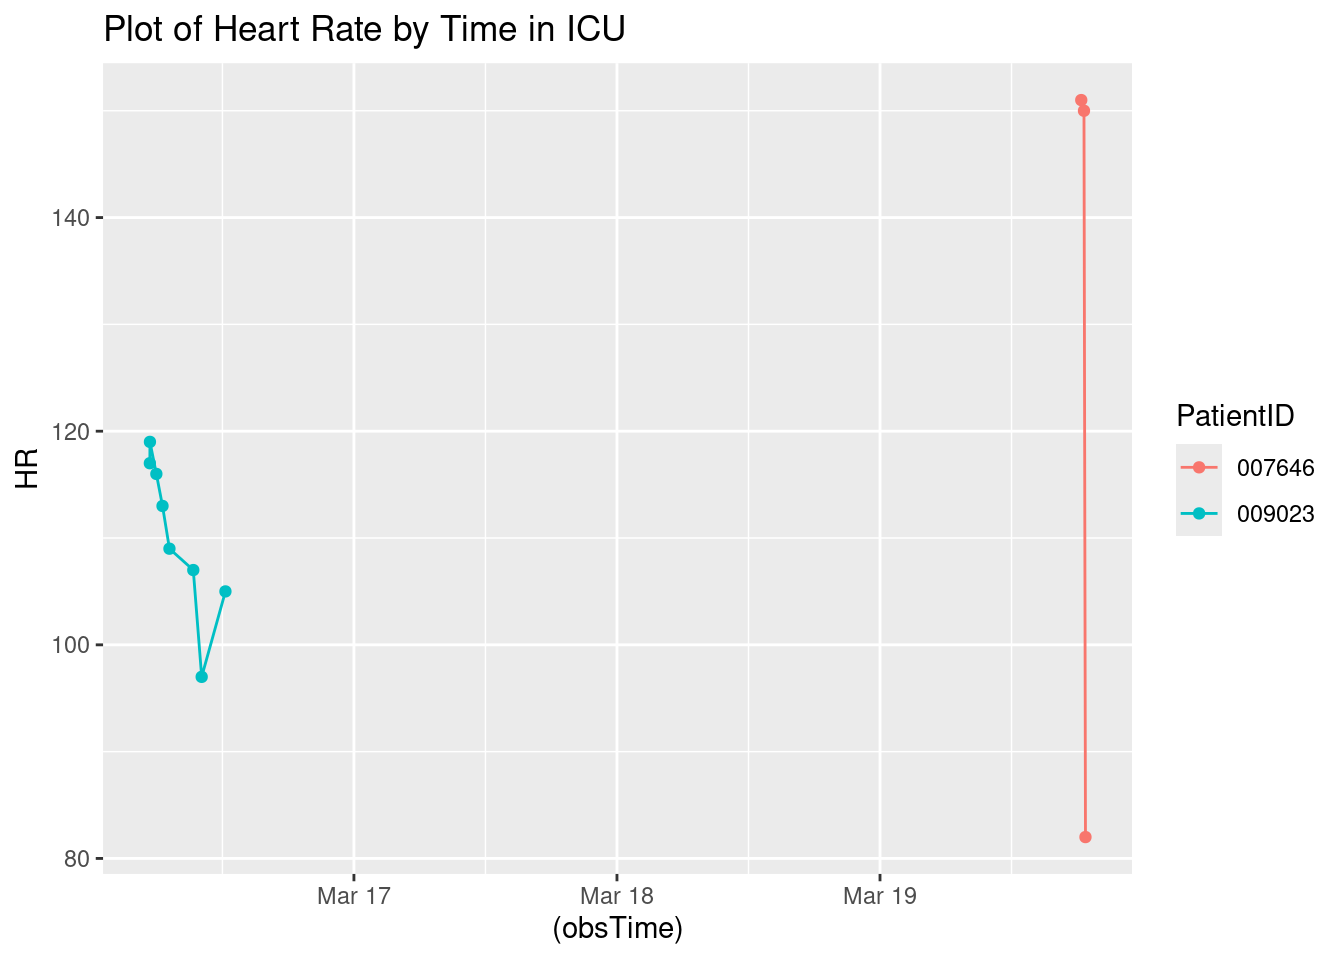 Plot of Heart Rate by Time in ICU
140
120
100
80
HR
Mar 17
Mar 18
Mar 19
(obsTime)
PatientID
007646
009023